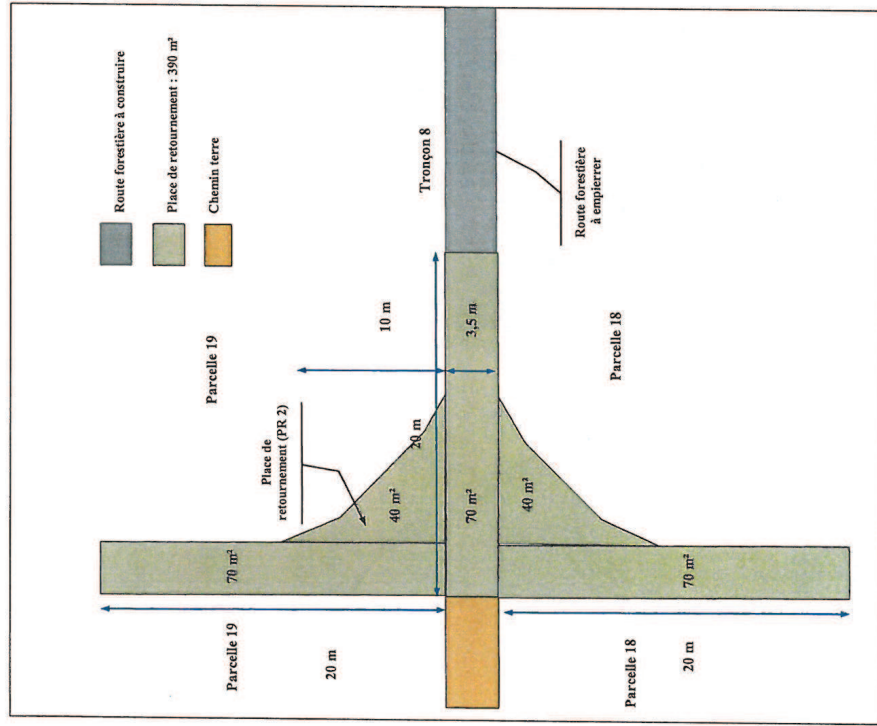 Route forestière à construire
Place de retournement : 390 m²
Chemin terre
Tronçon 8
Route forestière
à empierrer
Parcelle 19
10 m
3,5 m
Parcelle 18
Place de
retournement (PR 2)
20 m
40 m²
70 m²
40 m²
70 m²
70 m²
Parcelle 19
20 m
Parcelle 18
20 m